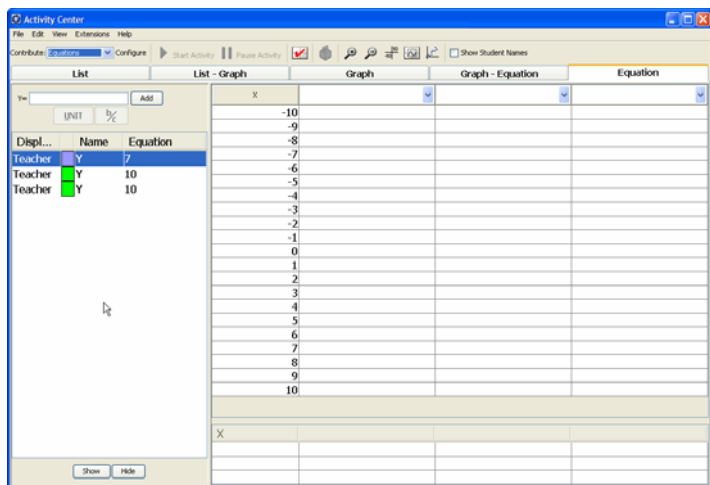 Activity Center
File Edit View Extensions Help
Contribute: Equations Configure Start Activity Pause Activity Show Student Names
List List - Graph Graph Graph - Equation Equation
Y= Add
UNIT b/c
Displ... Name Equation
Teacher Y 7
Teacher Y 10
Teacher Y 10
Show Hide
X
-10
-9
-8
-7
-6
-5
-4
-3
-2
-1
0
1
2
3
4
5
6
7
8
9
10
X